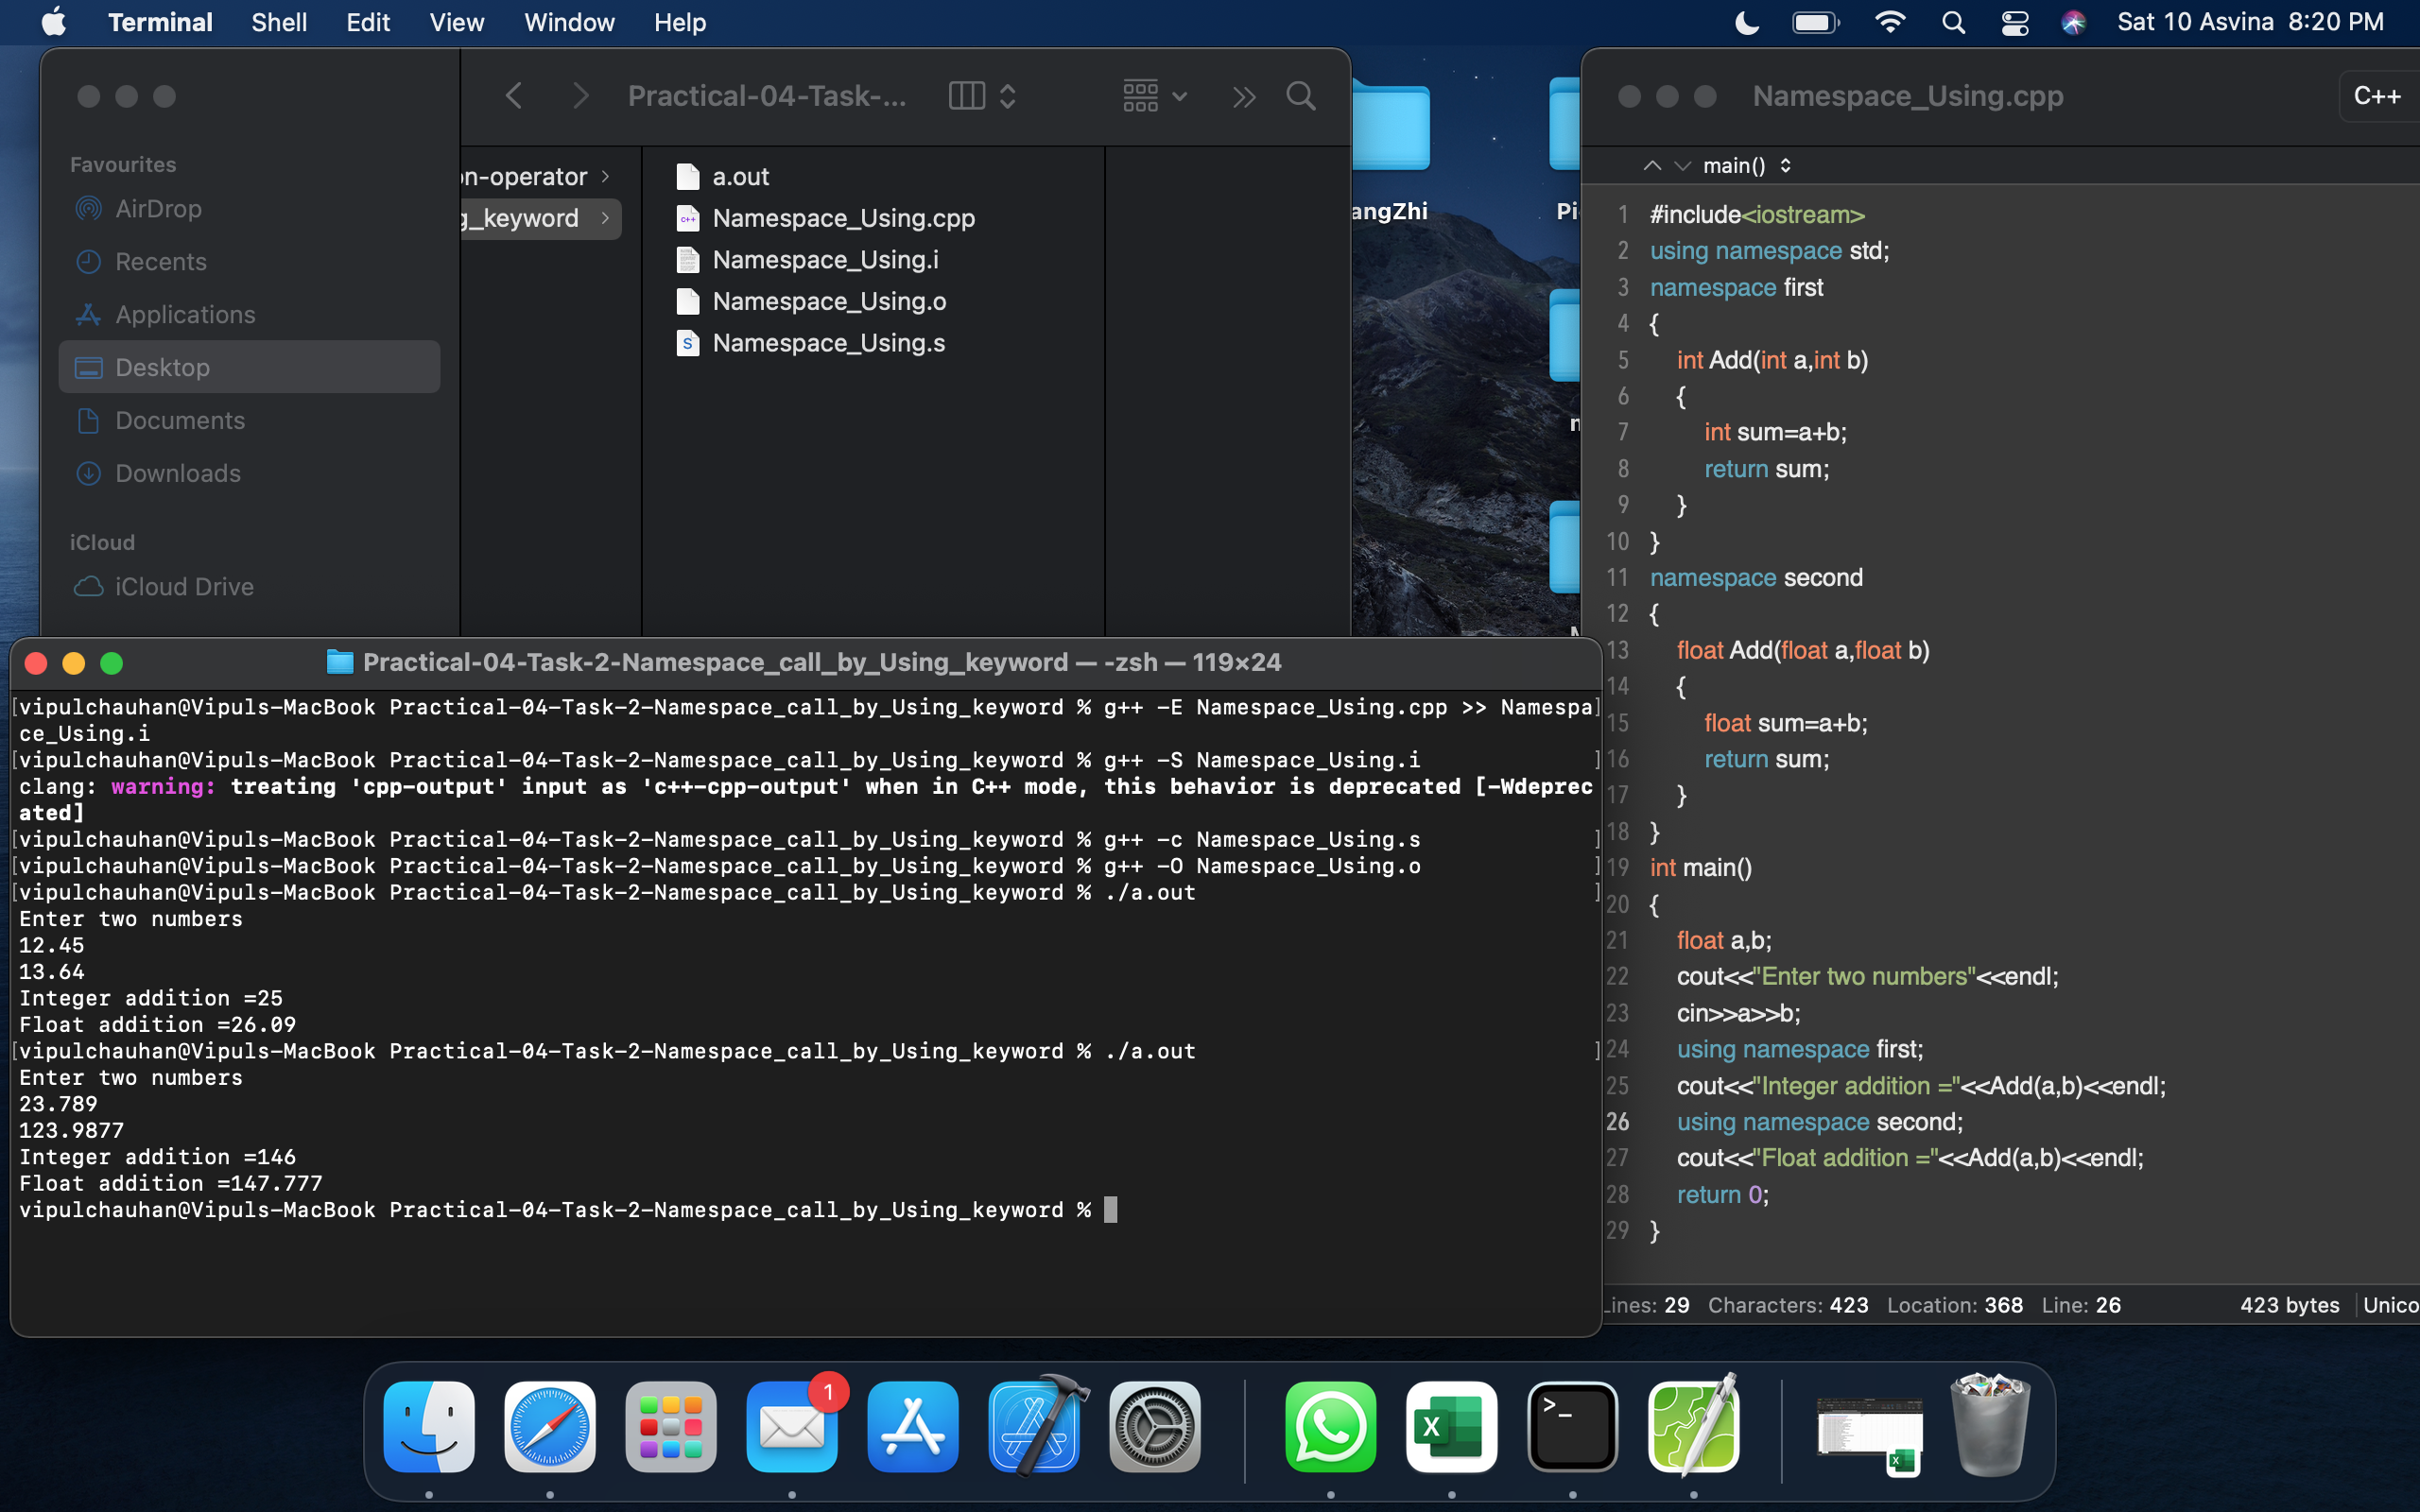 Terminal Shell Edit View Window Help
Sat 10 Asvina 8:20 PM
Practical-04-Task-...
Favourites
AirDrop
Recents
Applications
Desktop
Documents
Downloads
iCloud
iCloud Drive
n-operator
g_keyword
a.out
Namespace_Using.cpp
Namespace_Using.i
Namespace_Using.o
Namespace_Using.s
angZhi
Pi
Namespace_Using.cpp
C++
main()
1 #include<iostream>
2 using namespace std;
3 namespace first
4 {
5 int Add(int a,int b)
6 {
7 int sum=a+b;
8 return sum;
9 }
10 }
11 namespace second
12 {
13 float Add(float a,float b)
14 {
15 float sum=a+b;
16 return sum;
17 }
18 }
19 int main()
20 {
21 float a,b;
22 cout<<"Enter two numbers"<<endl;
23 cin>>a>>b;
24 using namespace first;
25 cout<<"Integer addition ="<<Add(a,b)<<endl;
26 using namespace second;
27 cout<<"Float addition ="<<Add(a,b)<<endl;
28 return 0;
29 }
Lines: 29 Characters: 423 Location: 368 Line: 26 423 bytes Unico
Practical-04-Task-2-Namespace_call_by_Using_keyword — -zsh — 119×24
[vipulchauhan@Vipuls-MacBook Practical-04-Task-2-Namespace_call_by_Using_keyword % g++ -E Namespace_Using.cpp >> Namespa]
ce_Using.i
[vipulchauhan@Vipuls-MacBook Practical-04-Task-2-Namespace_call_by_Using_keyword % g++ -S Namespace_Using.i ]
clang: warning: treating 'cpp-output' input as 'c++-cpp-output' when in C++ mode, this behavior is deprecated [-Wdeprec
ated]
[vipulchauhan@Vipuls-MacBook Practical-04-Task-2-Namespace_call_by_Using_keyword % g++ -c Namespace_Using.s ]
[vipulchauhan@Vipuls-MacBook Practical-04-Task-2-Namespace_call_by_Using_keyword % g++ -O Namespace_Using.o ]
[vipulchauhan@Vipuls-MacBook Practical-04-Task-2-Namespace_call_by_Using_keyword % ./a.out ]
Enter two numbers
12.45
13.64
Integer addition =25
Float addition =26.09
[vipulchauhan@Vipuls-MacBook Practical-04-Task-2-Namespace_call_by_Using_keyword % ./a.out ]
Enter two numbers
23.789
123.9877
Integer addition =146
Float addition =147.777
vipulchauhan@Vipuls-MacBook Practical-04-Task-2-Namespace_call_by_Using_keyword %
1